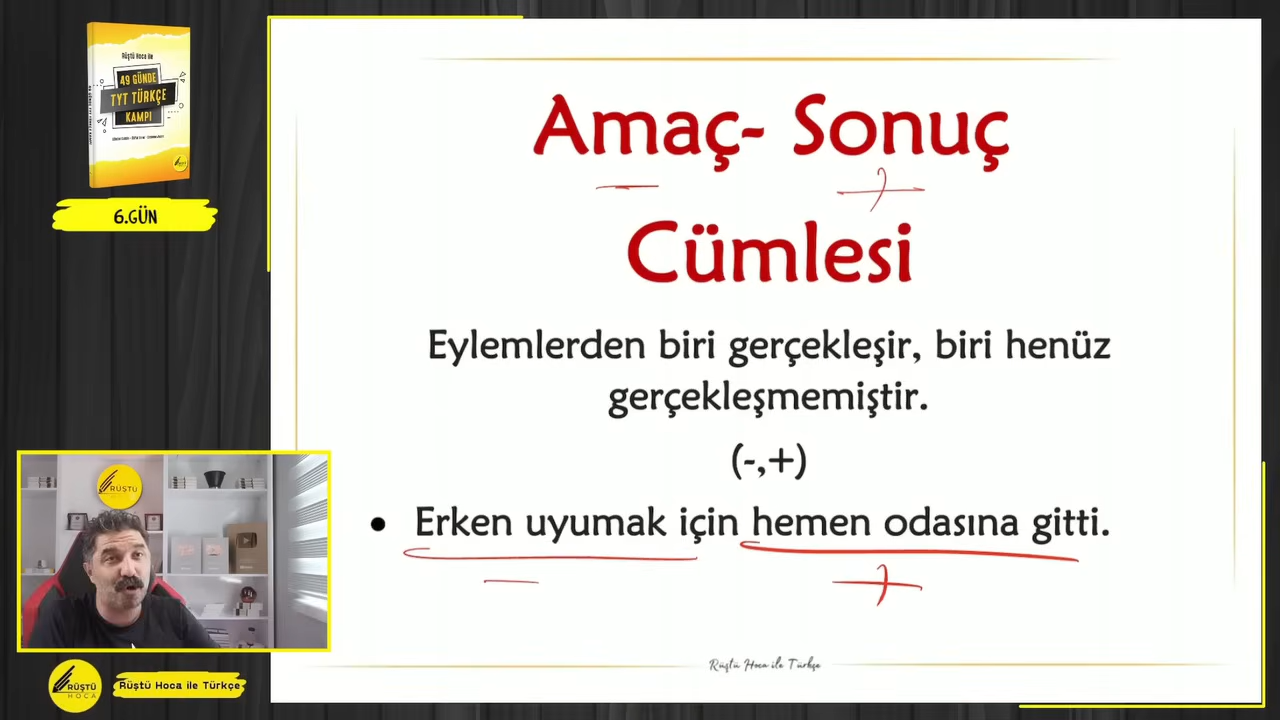 Rüştü Hoca ile
49 GÜNDE
TYT TÜRKÇE
KAMPI
6.GÜN
Amaç- Sonuç
Cümlesi
Eylemlerden biri gerçekleşir, biri henüz
gerçekleşmemiştir.
(-,+)
• Erken uyumak için hemen odasına gitti.
Rüştü Hoca ile Türkçe
RÜŞTÜ
RÜŞTÜ
HOCA
Rüştü Hoca ile Türkçe